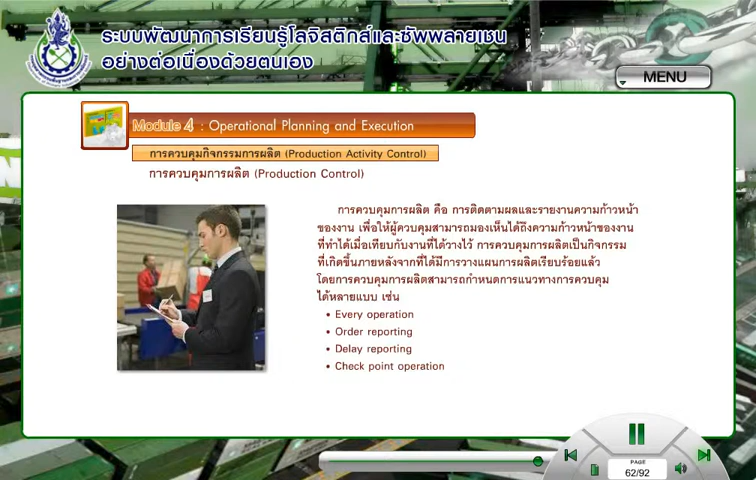 ระบบพัฒนาการเรียนรู้โลจิสติกส์และซัพพลายเชน
อย่างต่อเนื่องด้วยตนเอง
MENU
Module 4 : Operational Planning and Execution
การควบคุมกิจกรรมการผลิต (Production Activity Control)
การควบคุมการผลิต (Production Control)
การควบคุมการผลิต คือ การติดตามผลและรายงานความก้าวหน้า
ของงาน เพื่อให้ผู้ควบคุมสามารถมองเห็นได้ถึงความก้าวหน้าของงาน
ที่ทำได้เมื่อเทียบกับงานที่ได้วางไว้ การควบคุมการผลิตเป็นกิจกรรม
ที่เกิดขึ้นภายหลังจากที่ได้มีการวางแผนการผลิตเรียบร้อยแล้ว
โดยการควบคุมการผลิตสามารถกำหนดการแนวทางการควบคุม
ได้หลายแบบ เช่น
• Every operation
• Order reporting
• Delay reporting
• Check point operation
PAGE
62/92